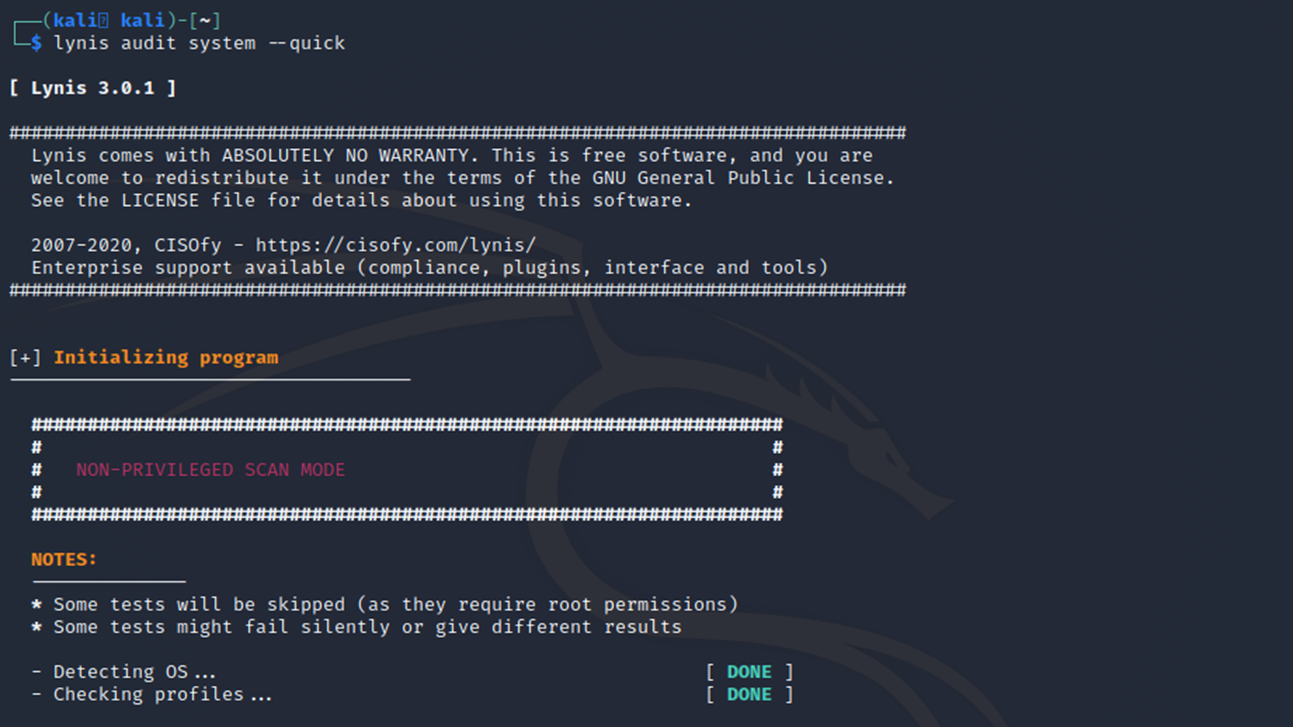 ┌──(kali㉿ kali)-[~]
└─$ lynis audit system --quick
[ Lynis 3.0.1 ]
################################################################################
Lynis comes with ABSOLUTELY NO WARRANTY. This is free software, and you are
welcome to redistribute it under the terms of the GNU General Public License.
See the LICENSE file for details about using this software.
2007-2020, CISOfy - https://cisofy.com/lynis/
Enterprise support available (compliance, plugins, interface and tools)
################################################################################
[+] Initializing program
------------------------------------
###################################################################
# #
# NON-PRIVILEGED SCAN MODE #
# #
###################################################################
NOTES:
--------------
* Some tests will be skipped (as they require root permissions)
* Some tests might fail silently or give different results
- Detecting OS... [ DONE ]
- Checking profiles... [ DONE ]